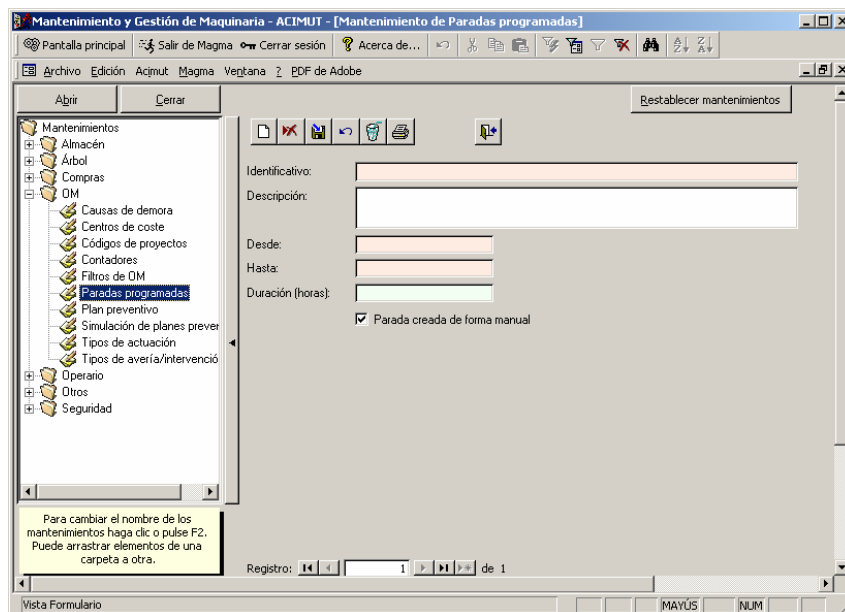 Mantenimiento y Gestión de Maquinaria - ACIMUT - [Mantenimiento de Paradas programadas]
Pantalla principal Salir de Magma Cerrar sesión Acerca de...
Archivo Edición Acimut Magma Ventana ? PDF de Adobe
Abrir Cerrar Restablecer mantenimientos
Mantenimientos
Almacén
Árbol
Compras
OM
Causas de demora
Centros de coste
Códigos de proyectos
Contadores
Filtros de OM
Paradas programadas
Plan preventivo
Simulación de planes preven
Tipos de actuación
Tipos de avería/intervenció
Operario
Otros
Seguridad
Para cambiar el nombre de los
mantenimientos haga clic o pulse F2.
Puede arrastrar elementos de una
carpeta a otra.
Identificativo:
Descripción:
Desde:
Hasta:
Duración (horas):
Parada creada de forma manual
Registro: 1 de 1
Vista Formulario MAYÚS NUM